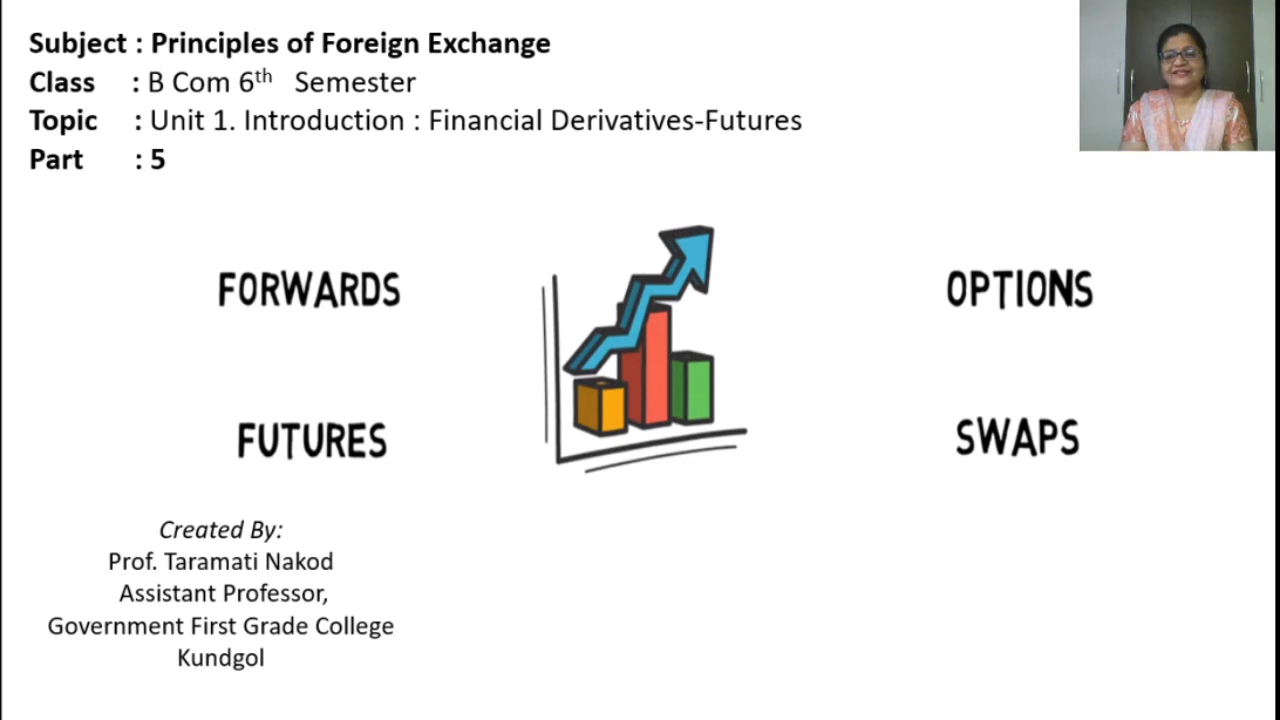 Subject : Principles of Foreign Exchange
Class : B Com 6th Semester
Topic : Unit 1. Introduction : Financial Derivatives-Futures
Part : 5
FORWARDS
OPTIONS
FUTURES
SWAPS
Created By:
Prof. Taramati Nakod
Assistant Professor,
Government First Grade College
Kundgol